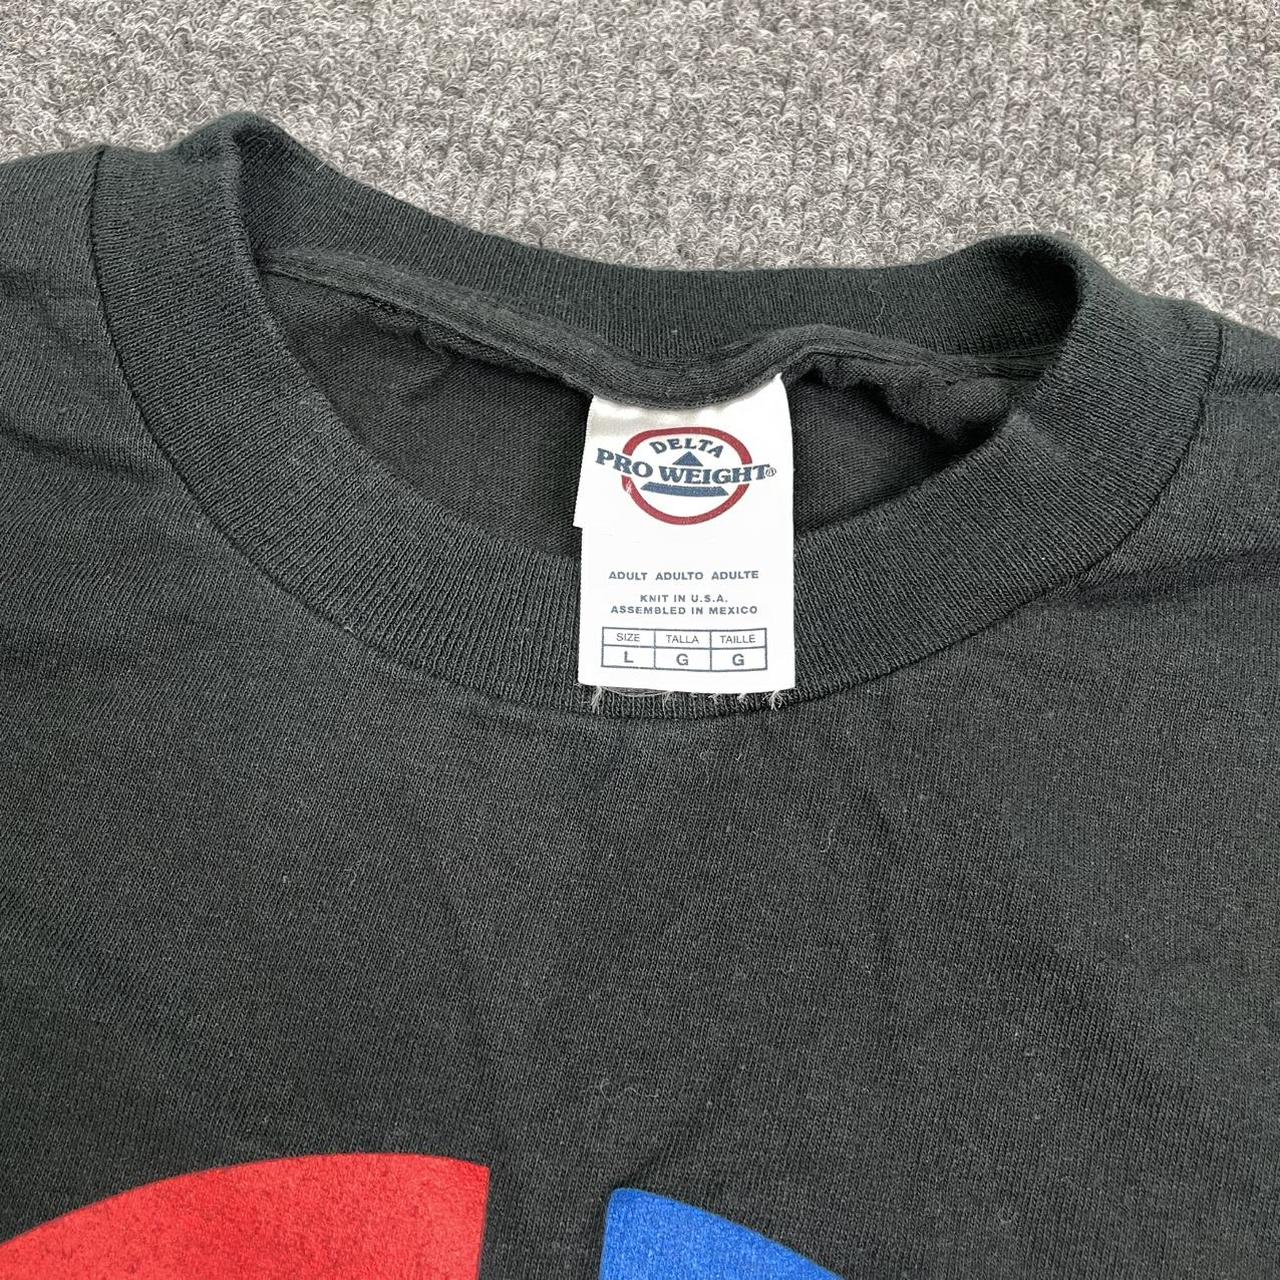 DELTA
PRO WEIGHT®
ADULT ADULTO ADULTE
KNIT IN U.S.A.
ASSEMBLED IN MEXICO
SIZE TALLA TAILLE
L G G